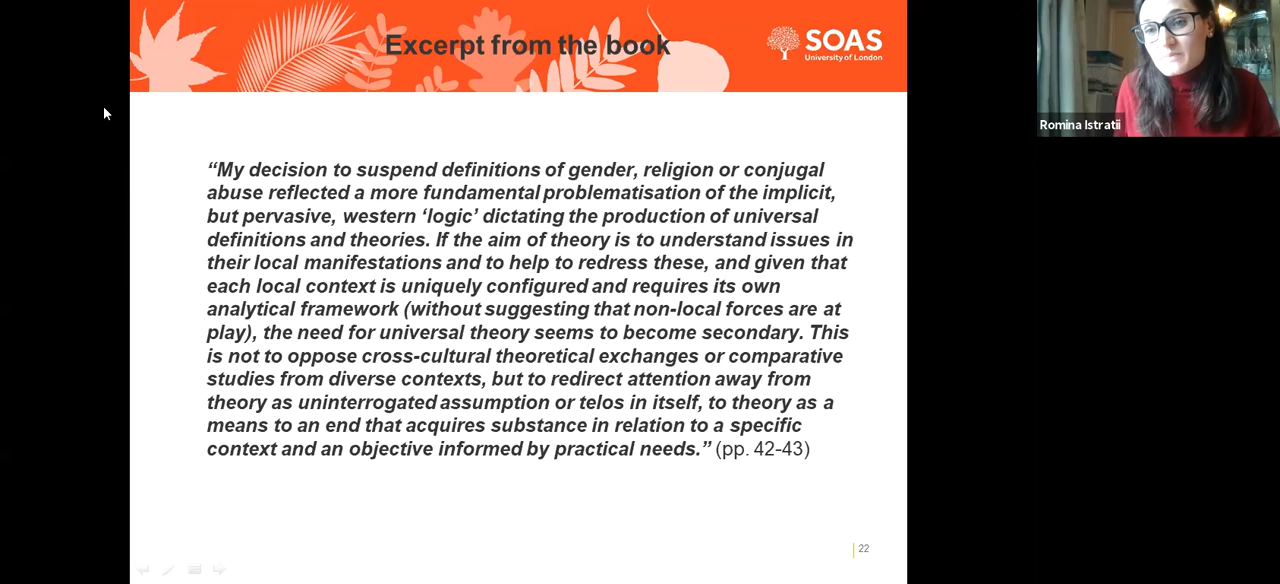 Excerpt from the book
SOAS
University of London
Romina Istratii
“My decision to suspend definitions of gender, religion or conjugal
abuse reflected a more fundamental problematisation of the implicit,
but pervasive, western ‘logic’ dictating the production of universal
definitions and theories. If the aim of theory is to understand issues in
their local manifestations and to help to redress these, and given that
each local context is uniquely configured and requires its own
analytical framework (without suggesting that non-local forces are at
play), the need for universal theory seems to become secondary. This
is not to oppose cross-cultural theoretical exchanges or comparative
studies from diverse contexts, but to redirect attention away from
theory as uninterrogated assumption or telos in itself, to theory as a
means to an end that acquires substance in relation to a specific
context and an objective informed by practical needs.” (pp. 42-43)
22